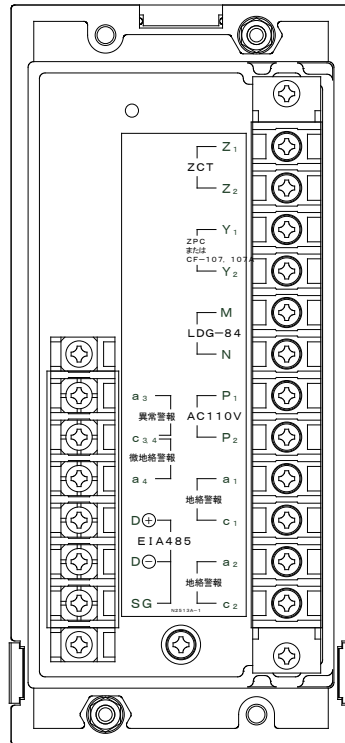 Z1
ZCT
Z2
Y1
ZPC
または
CF-107, 107A
Y2
M
LDG-84
N
a3
P1
異常警報
AC110V
c3,4
P2
微地絡警報
a4
a1
地絡警報
D⊕
c1
EIA485
D⊖
a2
地絡警報
SG
c2
N2913A-1